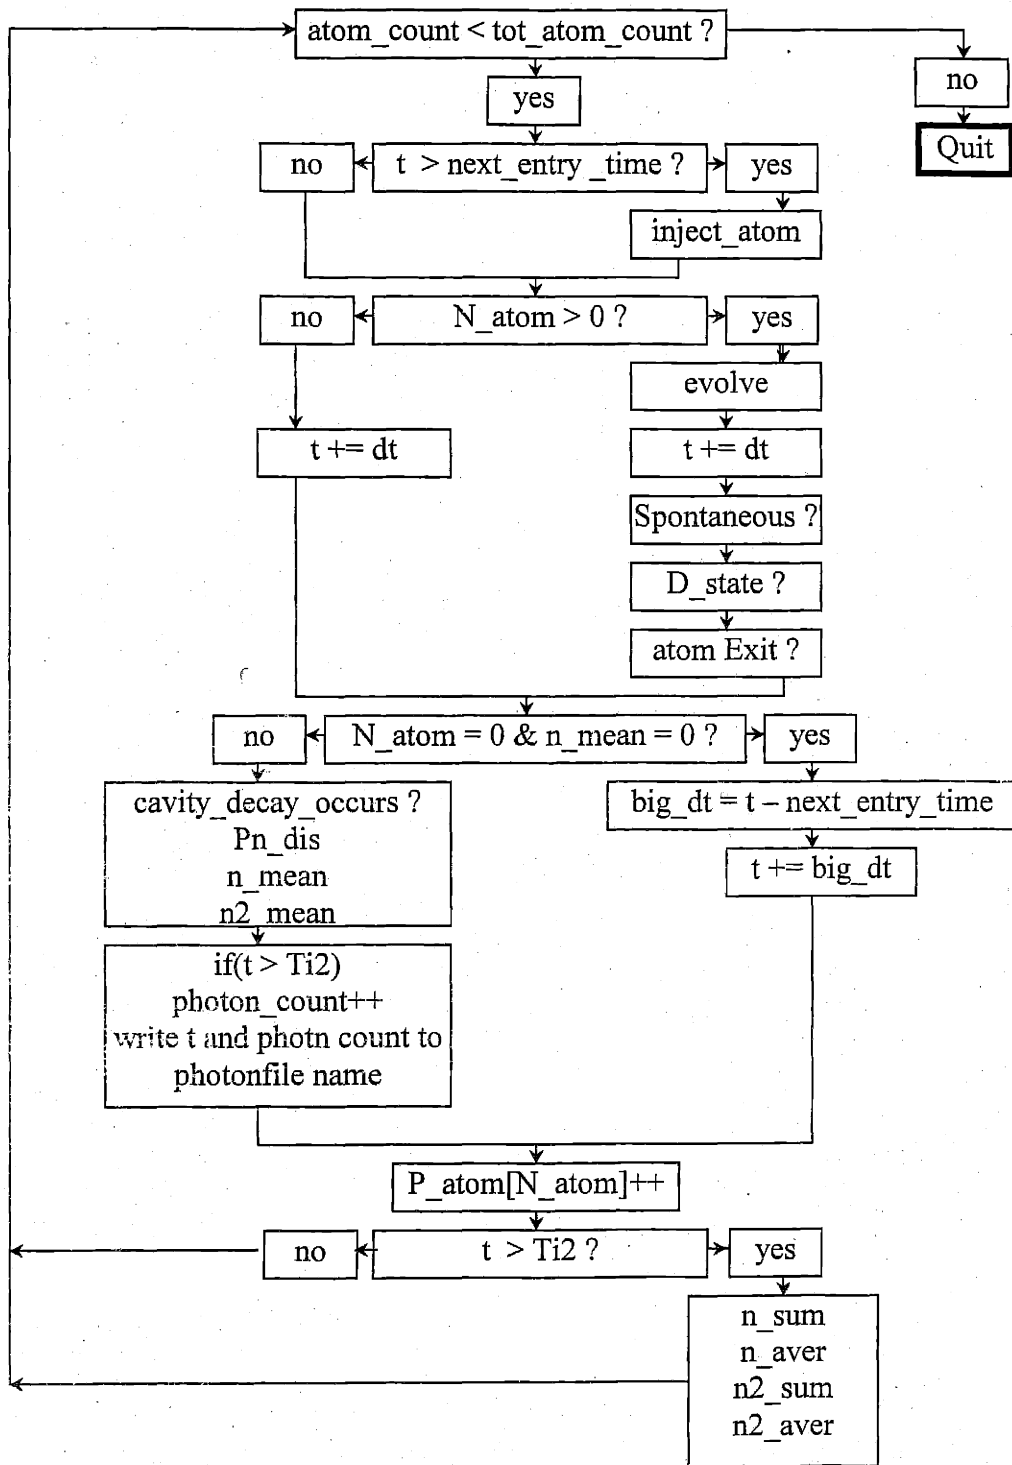 atom_count < tot_atom_count ?
no
yes
Quit
no
t > next_entry_time ?
yes
inject_atom
no
N_atom > 0 ?
yes
evolve
t += dt
t += dt
Spontaneous ?
D_state ?
atom Exit ?
no
N_atom = 0 & n_mean = 0 ?
yes
cavity_decay_occurs ?
Pn_dis
n_mean
n2_mean
big_dt = t – next_entry_time
t += big_dt
if(t > Ti2)
photon_count++
write t and photn count to
photonfile name
P_atom[N_atom]++
no
t > Ti2 ?
yes
n_sum
n_aver
n2_sum
n2_aver